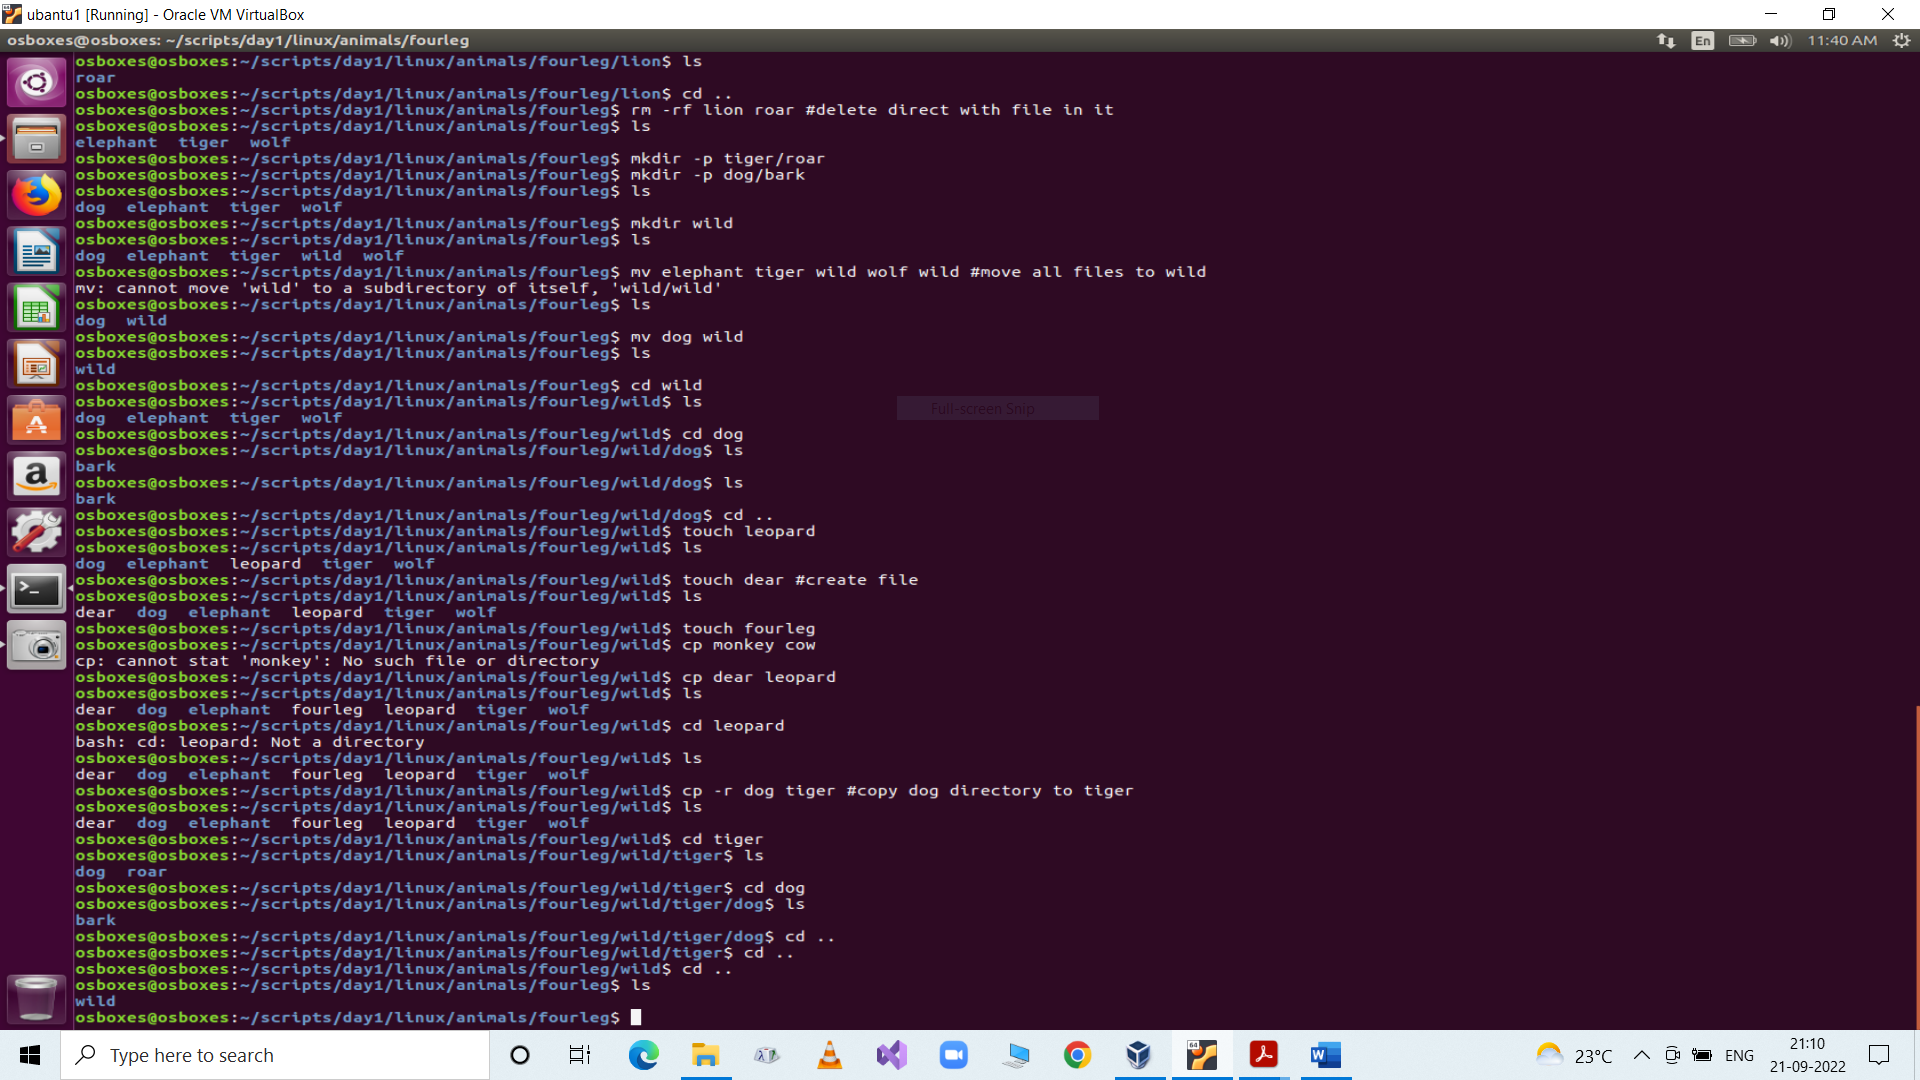 ubantu1 [Running] - Oracle VM VirtualBox
osboxes@osboxes: ~/scripts/day1/linux/animals/fourleg
En
11:40 AM
osboxes@osboxes:~/scripts/day1/linux/animals/fourleg/lion$ ls
roar
osboxes@osboxes:~/scripts/day1/linux/animals/fourleg/lion$ cd ..
osboxes@osboxes:~/scripts/day1/linux/animals/fourleg$ rm -rf lion roar #delete direct with file in it
osboxes@osboxes:~/scripts/day1/linux/animals/fourleg$ ls
elephant  tiger  wolf
osboxes@osboxes:~/scripts/day1/linux/animals/fourleg$ mkdir -p tiger/roar
osboxes@osboxes:~/scripts/day1/linux/animals/fourleg$ mkdir -p dog/bark
osboxes@osboxes:~/scripts/day1/linux/animals/fourleg$ ls
dog  elephant  tiger  wolf
osboxes@osboxes:~/scripts/day1/linux/animals/fourleg$ mkdir wild
osboxes@osboxes:~/scripts/day1/linux/animals/fourleg$ ls
dog  elephant  tiger  wild  wolf
osboxes@osboxes:~/scripts/day1/linux/animals/fourleg$ mv elephant tiger wild wolf wild #move all files to wild
mv: cannot move 'wild' to a subdirectory of itself, 'wild/wild'
osboxes@osboxes:~/scripts/day1/linux/animals/fourleg$ ls
dog  wild
osboxes@osboxes:~/scripts/day1/linux/animals/fourleg$ mv dog wild
osboxes@osboxes:~/scripts/day1/linux/animals/fourleg$ ls
wild
osboxes@osboxes:~/scripts/day1/linux/animals/fourleg$ cd wild
osboxes@osboxes:~/scripts/day1/linux/animals/fourleg/wild$ ls
Full-screen Snip
dog  elephant  tiger  wolf
osboxes@osboxes:~/scripts/day1/linux/animals/fourleg/wild$ cd dog
osboxes@osboxes:~/scripts/day1/linux/animals/fourleg/wild/dog$ ls
bark
osboxes@osboxes:~/scripts/day1/linux/animals/fourleg/wild/dog$ ls
bark
osboxes@osboxes:~/scripts/day1/linux/animals/fourleg/wild/dog$ cd ..
osboxes@osboxes:~/scripts/day1/linux/animals/fourleg/wild$ touch leopard
osboxes@osboxes:~/scripts/day1/linux/animals/fourleg/wild$ ls
dog  elephant  leopard  tiger  wolf
osboxes@osboxes:~/scripts/day1/linux/animals/fourleg/wild$ touch dear #create file
osboxes@osboxes:~/scripts/day1/linux/animals/fourleg/wild$ ls
dear  dog  elephant  leopard  tiger  wolf
osboxes@osboxes:~/scripts/day1/linux/animals/fourleg/wild$ touch fourleg
osboxes@osboxes:~/scripts/day1/linux/animals/fourleg/wild$ cp monkey cow
cp: cannot stat 'monkey': No such file or directory
osboxes@osboxes:~/scripts/day1/linux/animals/fourleg/wild$ cp dear leopard
osboxes@osboxes:~/scripts/day1/linux/animals/fourleg/wild$ ls
dear  dog  elephant  fourleg  leopard  tiger  wolf
osboxes@osboxes:~/scripts/day1/linux/animals/fourleg/wild$ cd leopard
bash: cd: leopard: Not a directory
osboxes@osboxes:~/scripts/day1/linux/animals/fourleg/wild$ ls
dear  dog  elephant  fourleg  leopard  tiger  wolf
osboxes@osboxes:~/scripts/day1/linux/animals/fourleg/wild$ cp -r dog tiger #copy dog directory to tiger
osboxes@osboxes:~/scripts/day1/linux/animals/fourleg/wild$ ls
dear  dog  elephant  fourleg  leopard  tiger  wolf
osboxes@osboxes:~/scripts/day1/linux/animals/fourleg/wild$ cd tiger
osboxes@osboxes:~/scripts/day1/linux/animals/fourleg/wild/tiger$ ls
dog  roar
osboxes@osboxes:~/scripts/day1/linux/animals/fourleg/wild/tiger$ cd dog
osboxes@osboxes:~/scripts/day1/linux/animals/fourleg/wild/tiger/dog$ ls
bark
osboxes@osboxes:~/scripts/day1/linux/animals/fourleg/wild/tiger/dog$ cd ..
osboxes@osboxes:~/scripts/day1/linux/animals/fourleg/wild/tiger$ cd ..
osboxes@osboxes:~/scripts/day1/linux/animals/fourleg/wild$ cd ..
osboxes@osboxes:~/scripts/day1/linux/animals/fourleg$ ls
wild
osboxes@osboxes:~/scripts/day1/linux/animals/fourleg$
Type here to search
23°C
ENG
21:10
21-09-2022